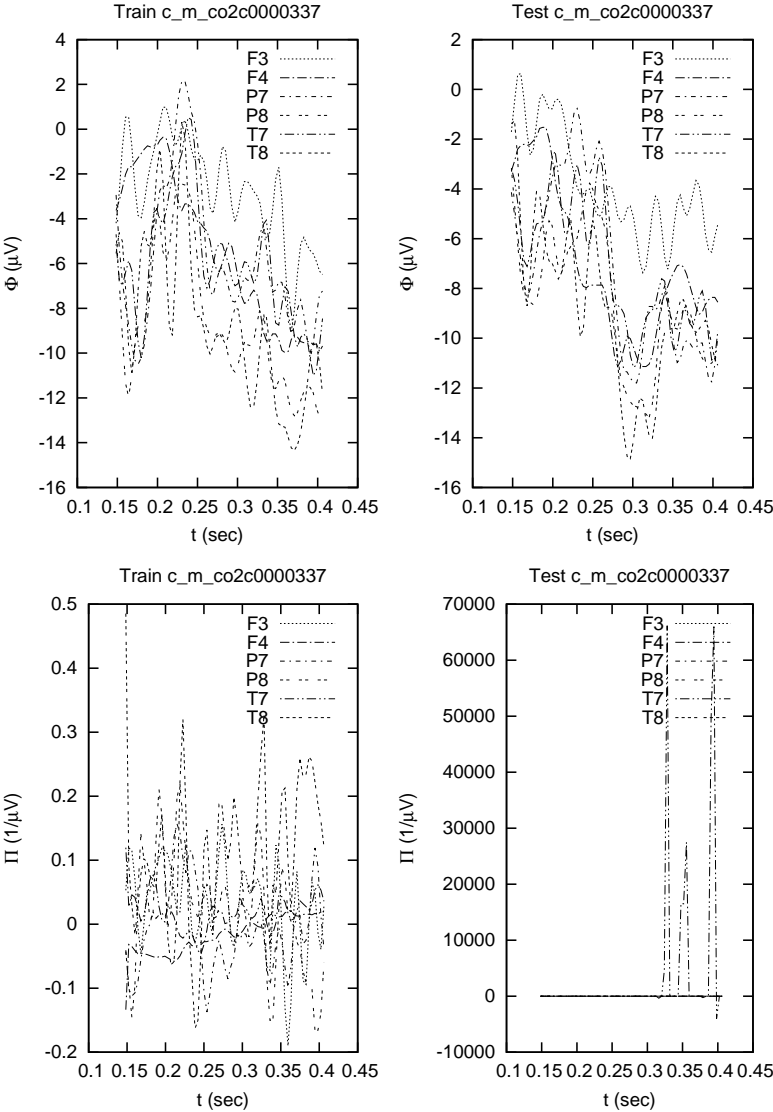 Train c_m_co2c0000337
4
2
0
-2
-4
-6
-8
-10
-12
-14
-16
0.1 0.15 0.2 0.25 0.3 0.35 0.4 0.45
Φ (μV)
t (sec)
F3
F4
P7
P8
T7
T8
Test c_m_co2c0000337
2
0
-2
-4
-6
-8
-10
-12
-14
-16
0.1 0.15 0.2 0.25 0.3 0.35 0.4 0.45
Φ (μV)
t (sec)
F3
F4
P7
P8
T7
T8
Train c_m_co2c0000337
0.5
0.4
0.3
0.2
0.1
0
-0.1
-0.2
0.1 0.15 0.2 0.25 0.3 0.35 0.4 0.45
Π (1/μV)
t (sec)
F3
F4
P7
P8
T7
T8
Test c_m_co2c0000337
70000
60000
50000
40000
30000
20000
10000
0
-10000
0.1 0.15 0.2 0.25 0.3 0.35 0.4 0.45
Π (1/μV)
t (sec)
F3
F4
P7
P8
T7
T8